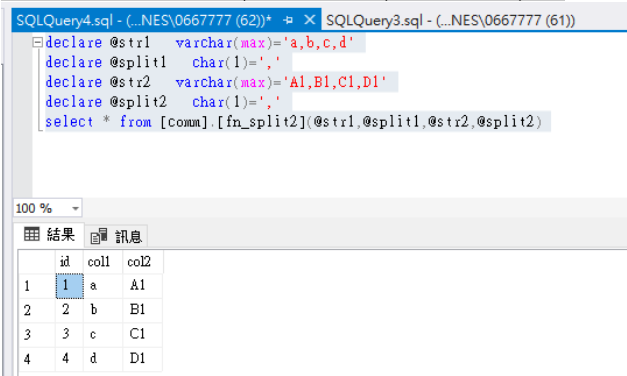 SQLQuery4.sql - (...NES\0667777 (62))* SQLQuery3.sql - (...NES\0667777 (61))
declare @str1 varchar(max)='a,b,c,d'
declare @split1 char(1)=','
declare @str2 varchar(max)='A1,B1,C1,D1'
declare @split2 char(1)=','
select * from [Comm].[fn_split2](@str1,@split1,@str2,@split2)
100 %
結果 訊息
id col1 col2
1 1 a A1
2 2 b B1
3 3 c C1
4 4 d D1